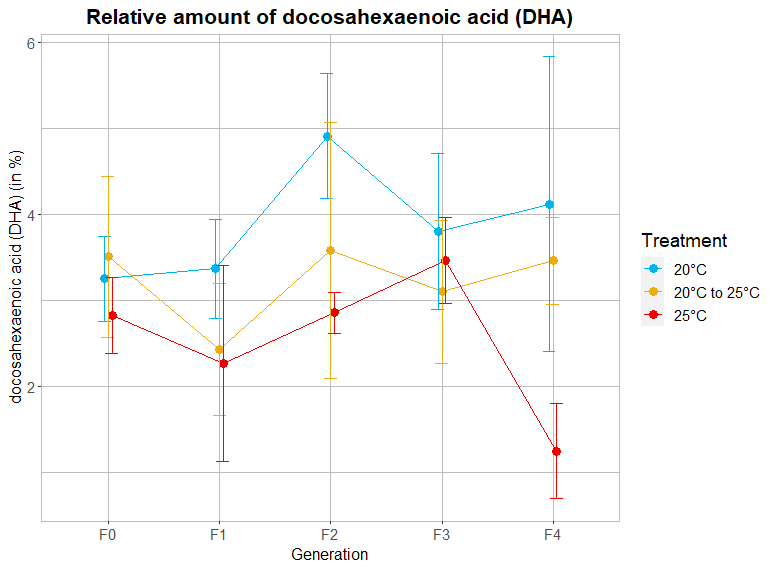 Relative amount of docosahexaenoic acid (DHA)
docosahexaenoic acid (DHA) (in %)
6
4
2
F0 F1 F2 F3 F4
Generation
Treatment
20°C
20°C to 25°C
25°C